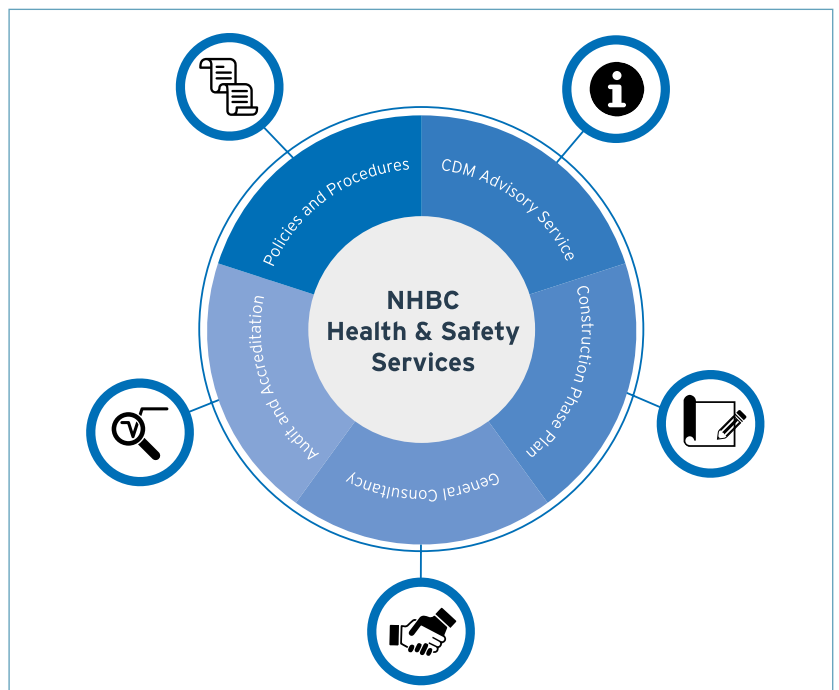 NHBC
Health & Safety
Services
Policies and Procedures
CDM Advisory Service
Construction Phase Plan
General Consultancy
Audit and Accreditation